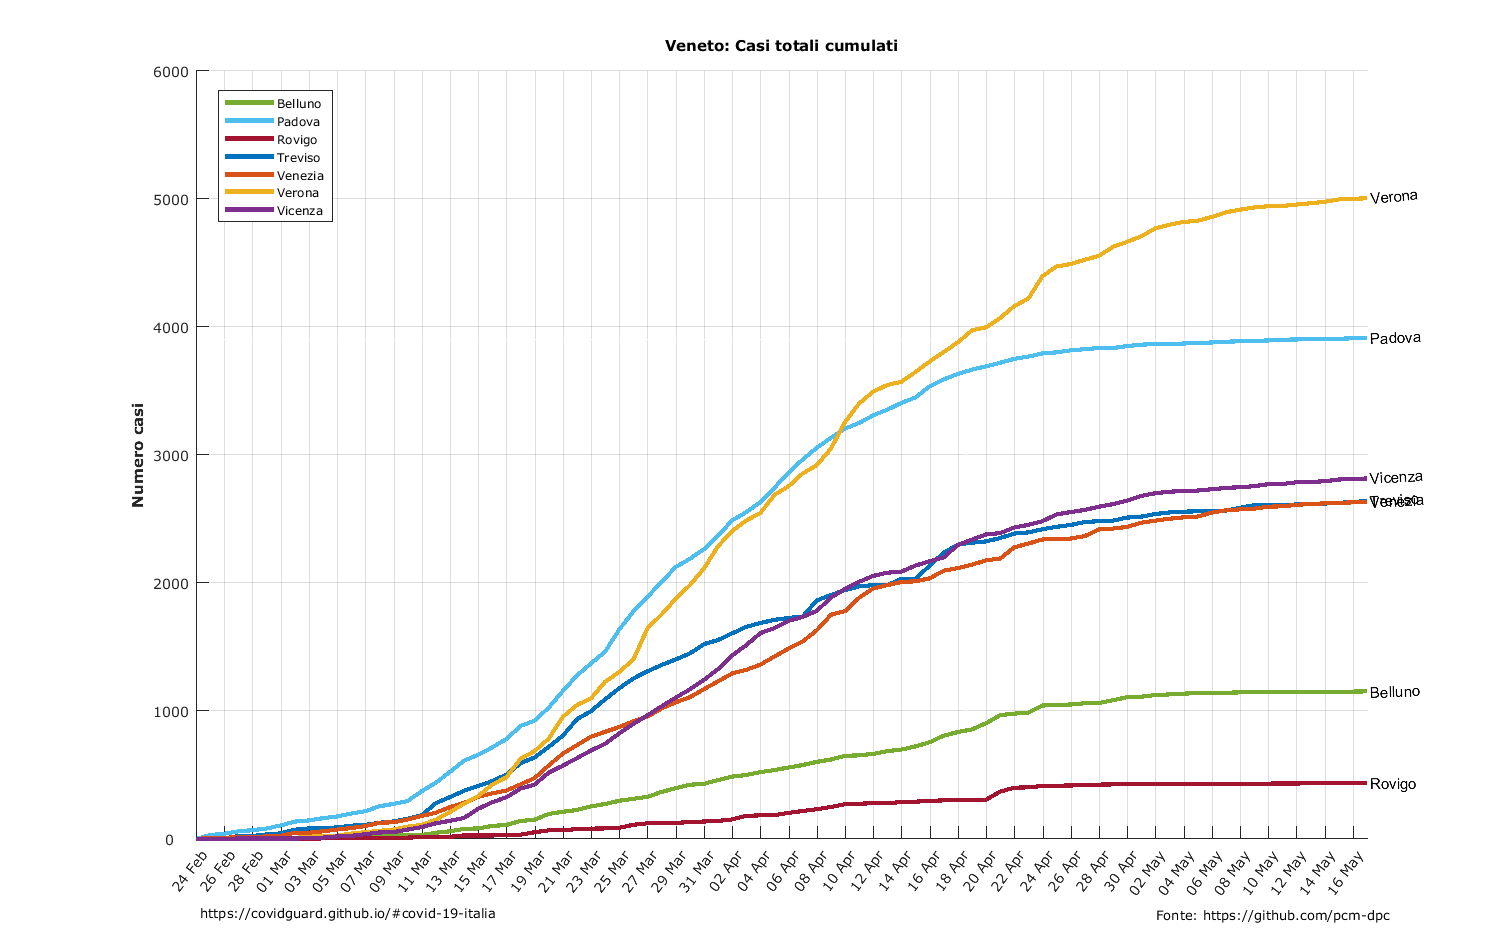 Veneto: Casi totali cumulati
6000
5000
4000
3000
2000
1000
0
Numero casi
Belluno
Padova
Rovigo
Treviso
Venezia
Verona
Vicenza
Verona
Padova
Vicenza
Treviso
Venezia
Belluno
Rovigo
24 Feb
26 Feb
28 Feb
01 Mar
03 Mar
05 Mar
07 Mar
09 Mar
11 Mar
13 Mar
15 Mar
17 Mar
19 Mar
21 Mar
23 Mar
25 Mar
27 Mar
29 Mar
31 Mar
02 Apr
04 Apr
06 Apr
08 Apr
10 Apr
12 Apr
14 Apr
16 Apr
18 Apr
20 Apr
22 Apr
24 Apr
26 Apr
28 Apr
30 Apr
02 May
04 May
06 May
08 May
10 May
12 May
14 May
16 May
https://covidguard.github.io/#covid-19-italia
Fonte: https://github.com/pcm-dpc